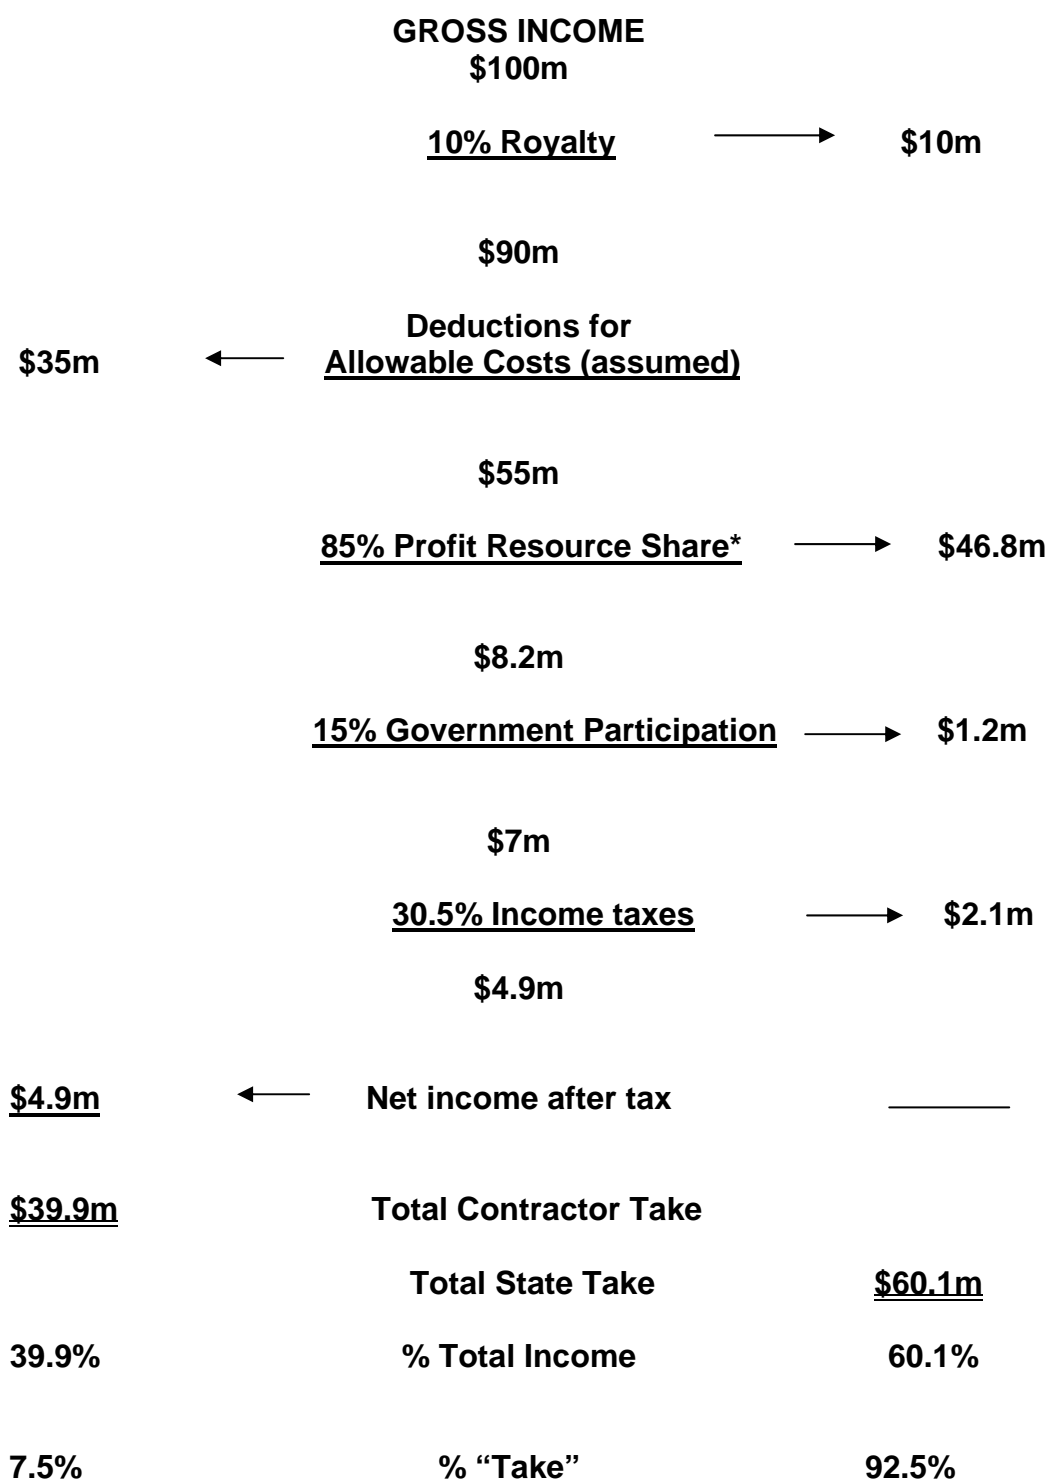 GROSS INCOME
$100m
10% Royalty $10m
$90m
Deductions for
$35m Allowable Costs (assumed)
$55m
85% Profit Resource Share* $46.8m
$8.2m
15% Government Participation $1.2m
$7m
30.5% Income taxes $2.1m
$4.9m
$4.9m Net income after tax
$39.9m Total Contractor Take
Total State Take $60.1m
39.9% % Total Income 60.1%
7.5% % “Take” 92.5%